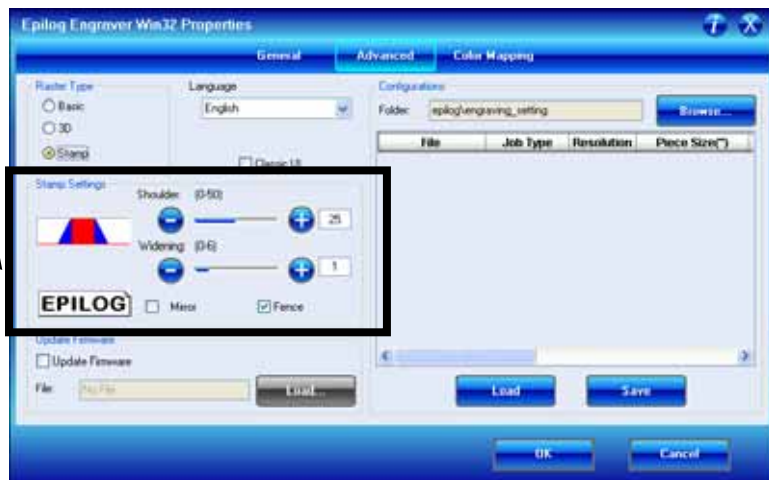 Epilog Engraver Win32 Properties
General Advanced Color Mapping
Raster Type
Basic
3D
Stamp
Language
English
Classic UI
Stamp Settings
Shoulder: (0-50)
25
Widening: (0-6)
1
EPILOG
Mirror
Fence
Update Firmware
Update Firmware
File: No File
Load...
Configurations
Folder: epilog\engraving_setting
Browse...
File Job Type Resolution Piece Size(")
Load Save
OK Cancel